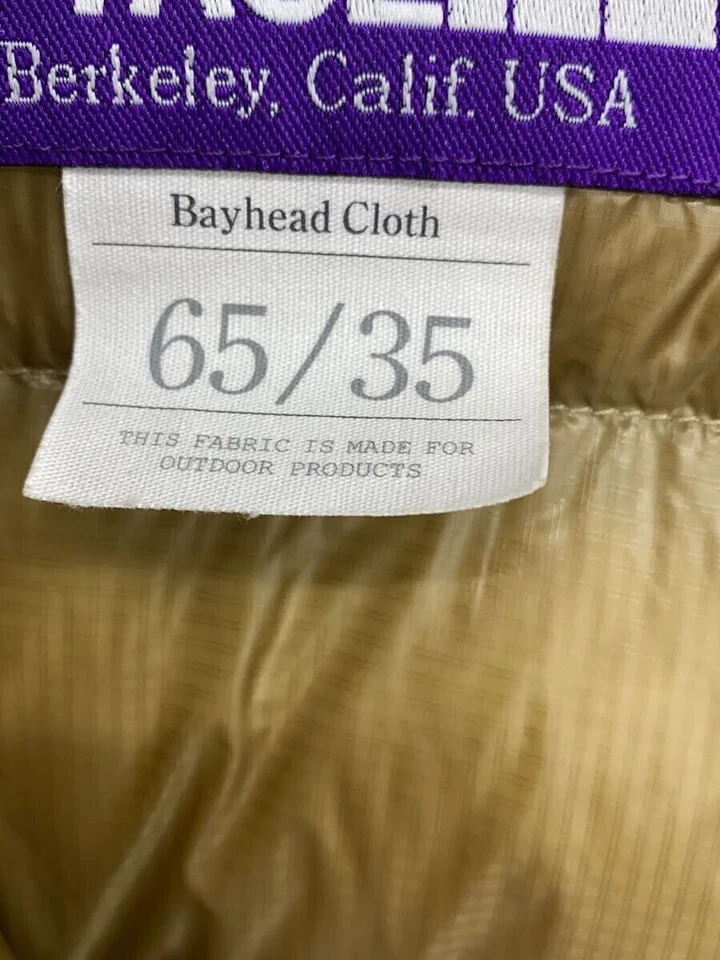 Berkeley, Calif. USA
Bayhead Cloth
65/35
THIS FABRIC IS MADE FOR
OUTDOOR PRODUCTS